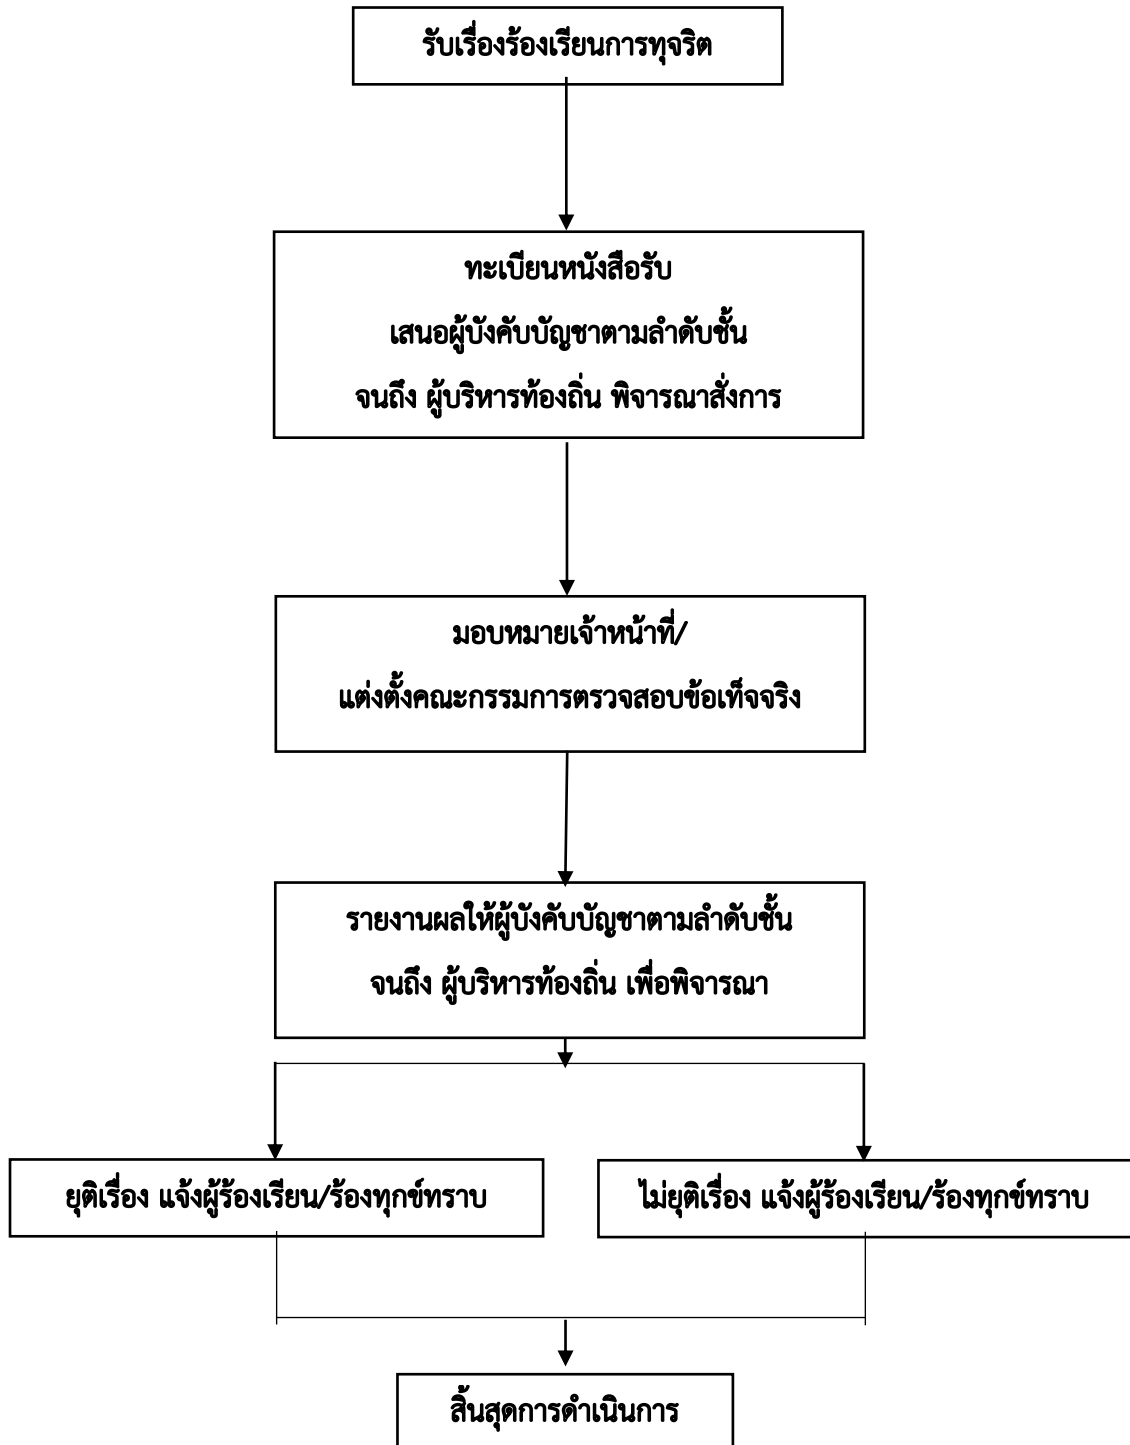 รับเรื่องร้องเรียนการทุจริต
ทะเบียนหนังสือรับ
เสนอผู้บังคับบัญชาตามลำดับชั้น
จนถึง ผู้บริหารท้องถิ่น พิจารณาสั่งการ
มอบหมายเจ้าหน้าที่/
แต่งตั้งคณะกรรมการตรวจสอบข้อเท็จจริง
รายงานผลให้ผู้บังคับบัญชาตามลำดับชั้น
จนถึง ผู้บริหารท้องถิ่น เพื่อพิจารณา
ยุติเรื่อง แจ้งผู้ร้องเรียน/ร้องทุกข์ทราบ
ไม่ยุติเรื่อง แจ้งผู้ร้องเรียน/ร้องทุกข์ทราบ
สิ้นสุดการดำเนินการ